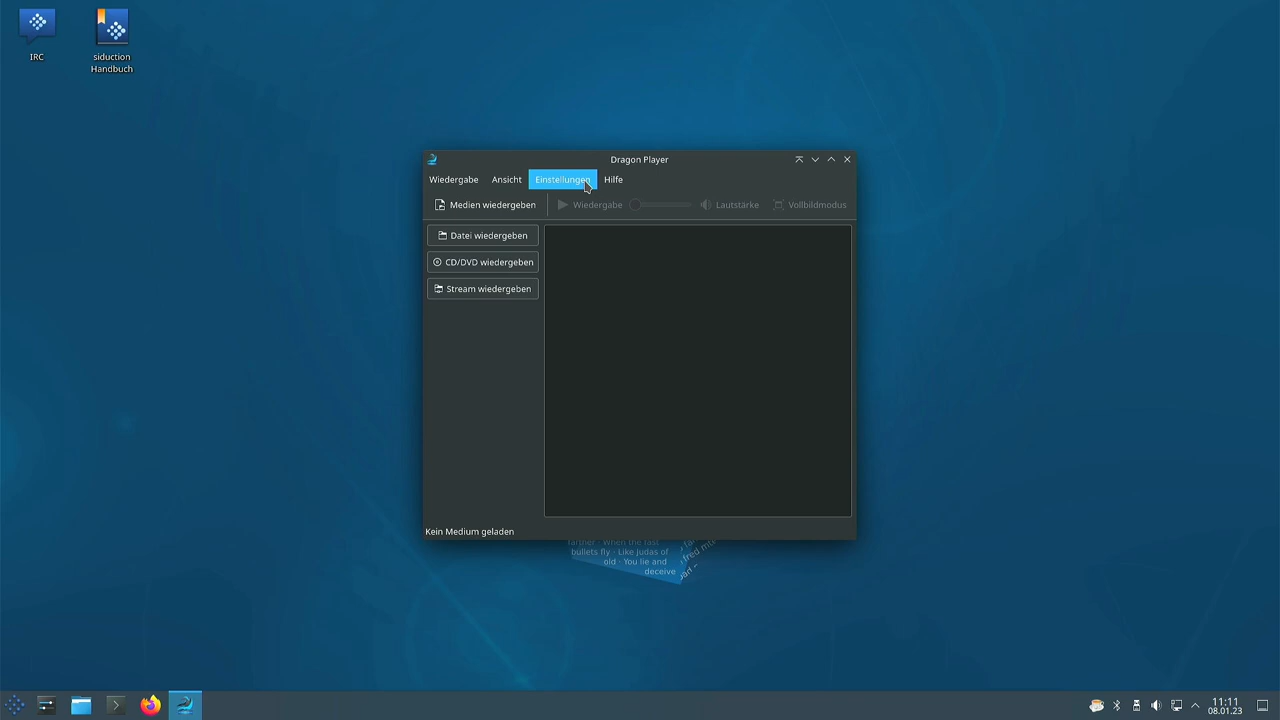 IRC
siduction
Handbuch
Dragon Player
Wiedergabe Ansicht Einstellungen Hilfe
Medien wiedergeben Wiedergabe Lautstärke Vollbildmodus
Datei wiedergeben
CD/DVD wiedergeben
Stream wiedergeben
Kein Medium geladen
farther · When the last
bullets fly · Like Judas of
old · You lie and
deceive
11:11
08.01.23